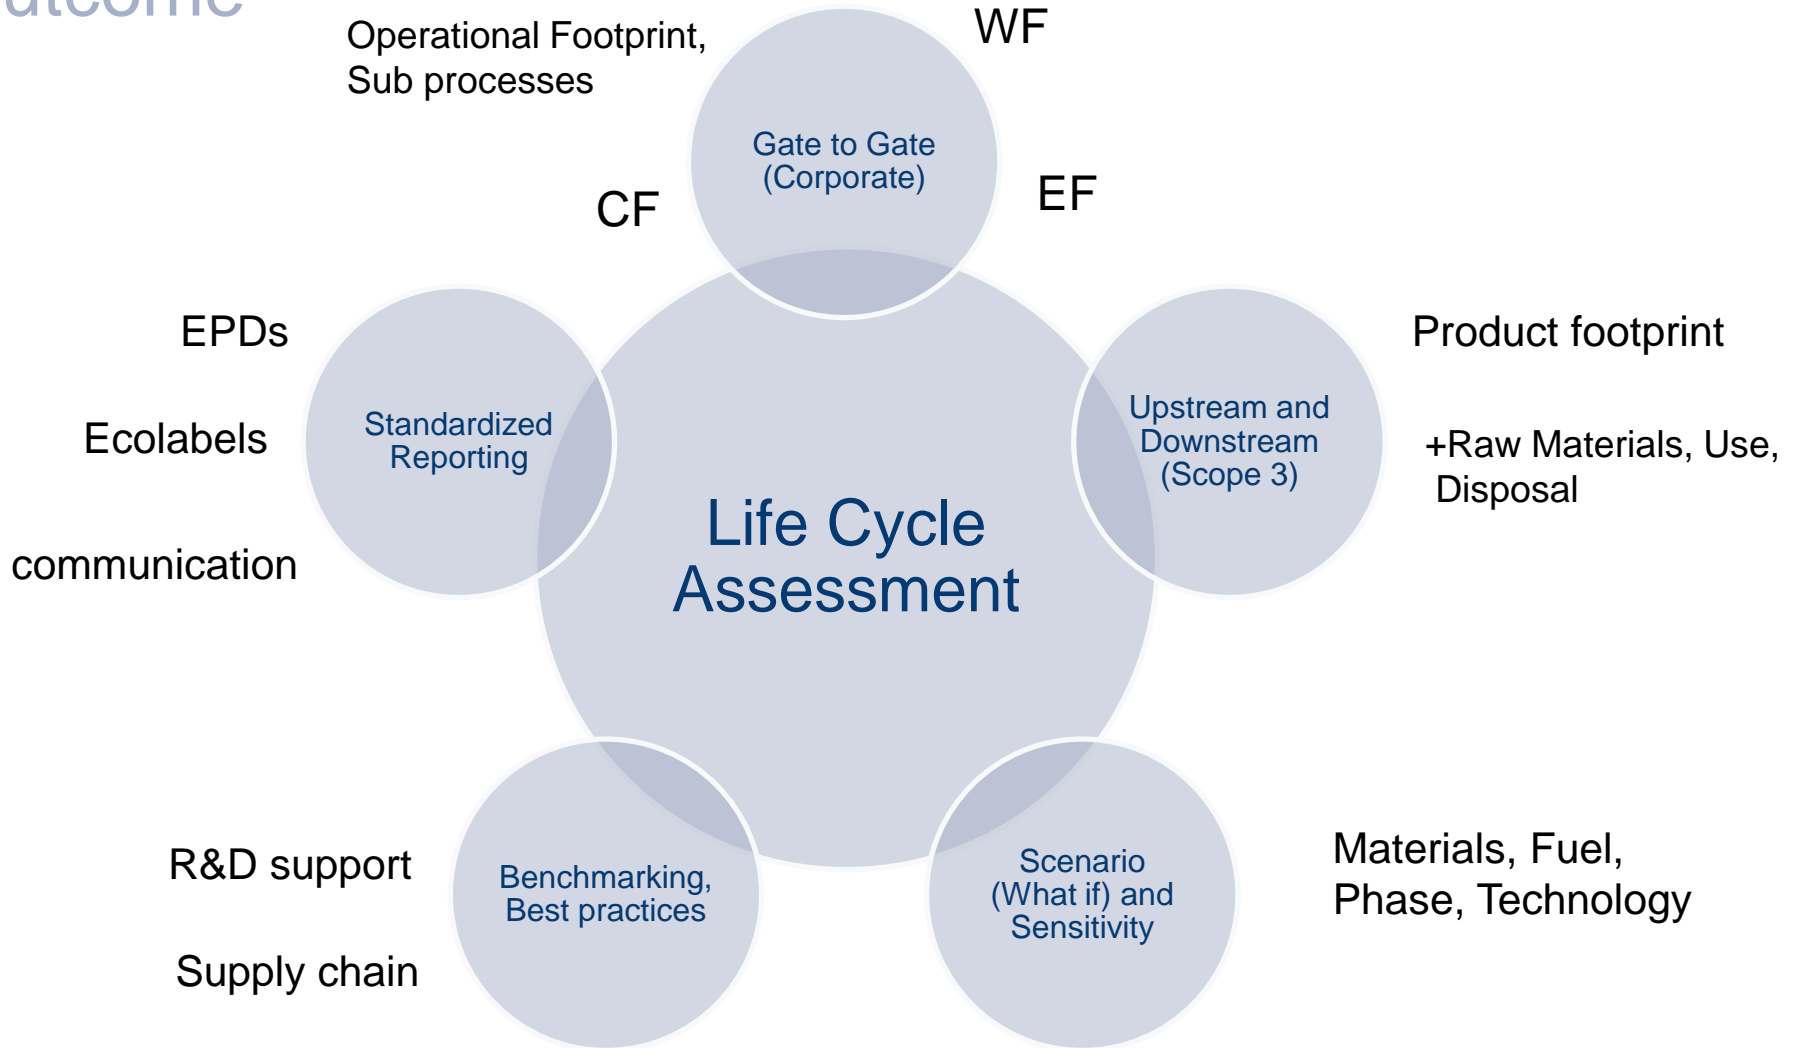 utcome
Operational Footprint,
Sub processes
WF
Gate to Gate
(Corporate)
CF
EF
EPDs
Ecolabels
communication
Standardized
Reporting
Upstream and
Downstream
(Scope 3)
Product footprint
+Raw Materials, Use,
Disposal
Life Cycle
Assessment
R&D support
Supply chain
Benchmarking,
Best practices
Scenario
(What if) and
Sensitivity
Materials, Fuel,
Phase, Technology